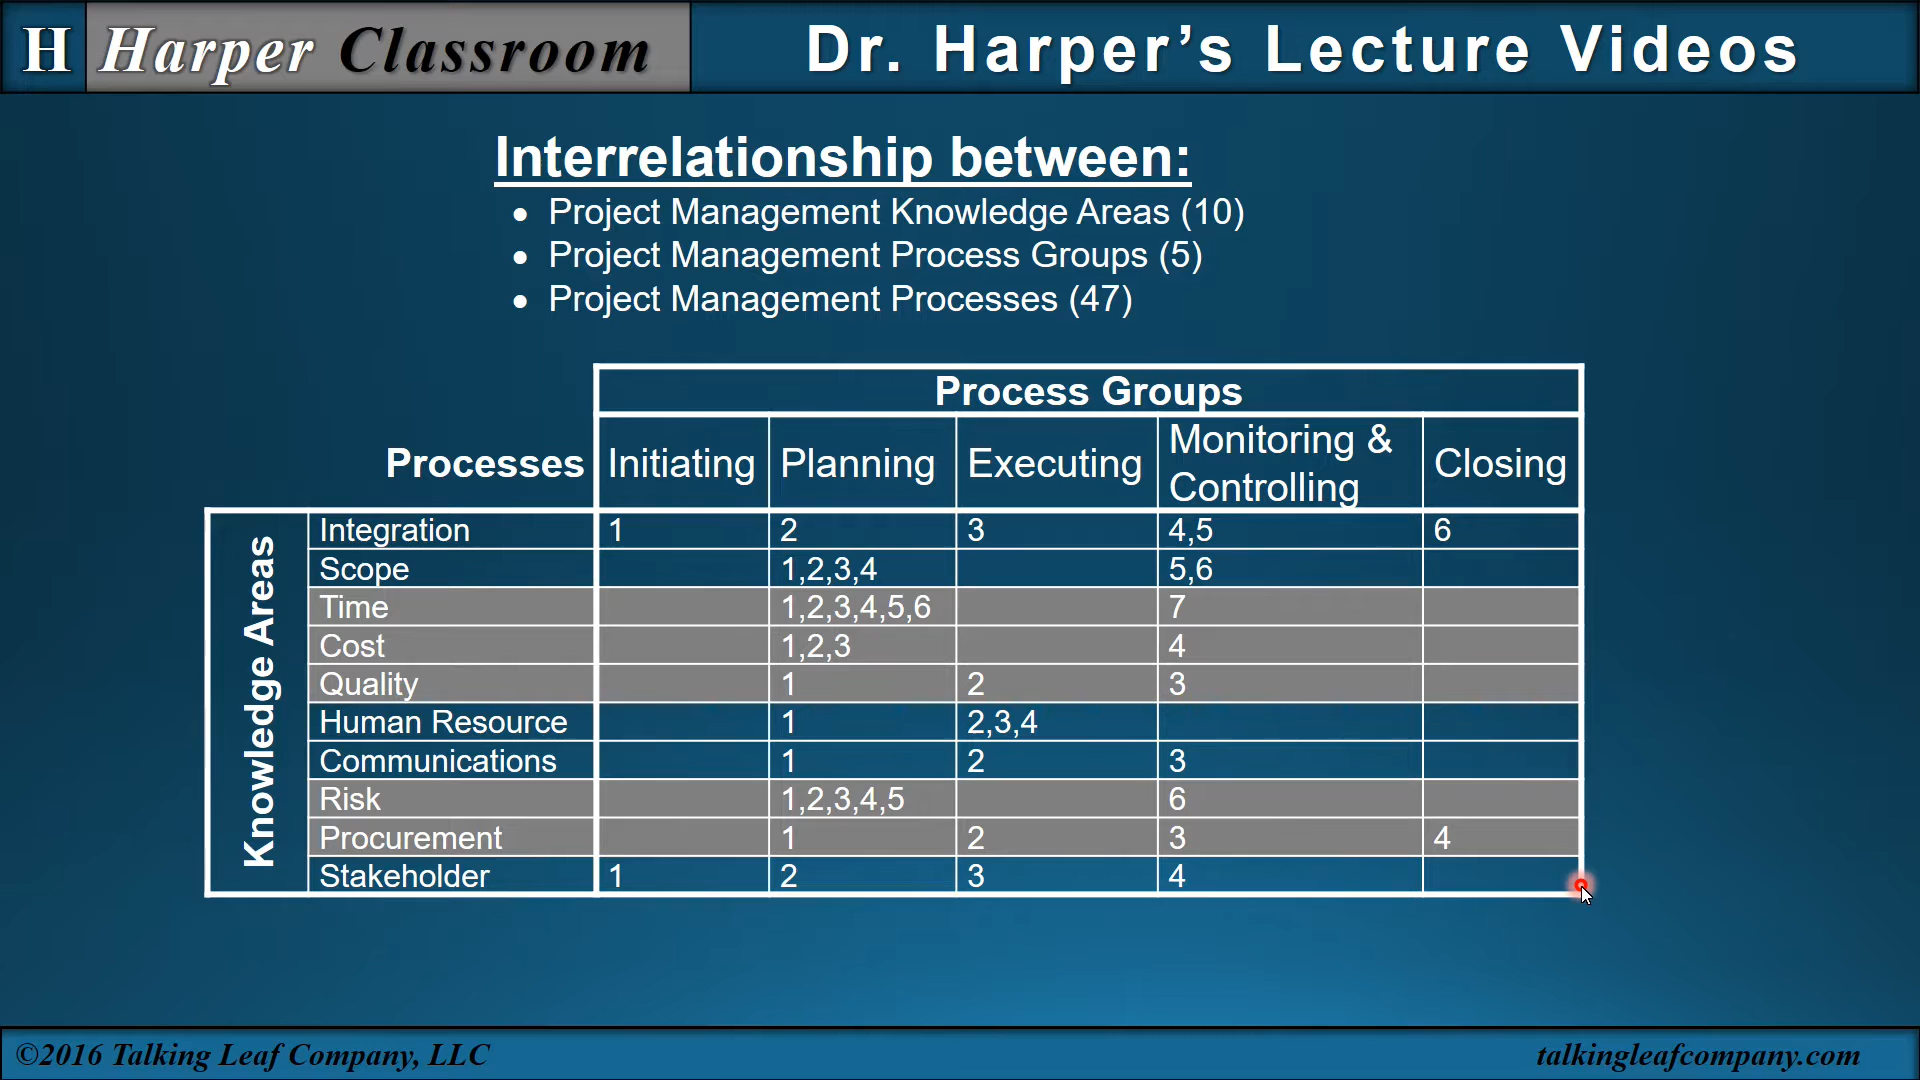 H Harper Classroom Dr. Harper’s Lecture Videos
Interrelationship between:
• Project Management Knowledge Areas (10)
• Project Management Process Groups (5)
• Project Management Processes (47)
Process Groups
Processes Initiating Planning Executing Monitoring & Controlling Closing
Knowledge Areas
Integration 1 2 3 4,5 6
Scope 1,2,3,4 5,6
Time 1,2,3,4,5,6 7
Cost 1,2,3 4
Quality 1 2 3
Human Resource 1 2,3,4
Communications 1 2 3
Risk 1,2,3,4,5 6
Procurement 1 2 3 4
Stakeholder 1 2 3 4
©2016 Talking Leaf Company, LLC talkingleafcompany.com